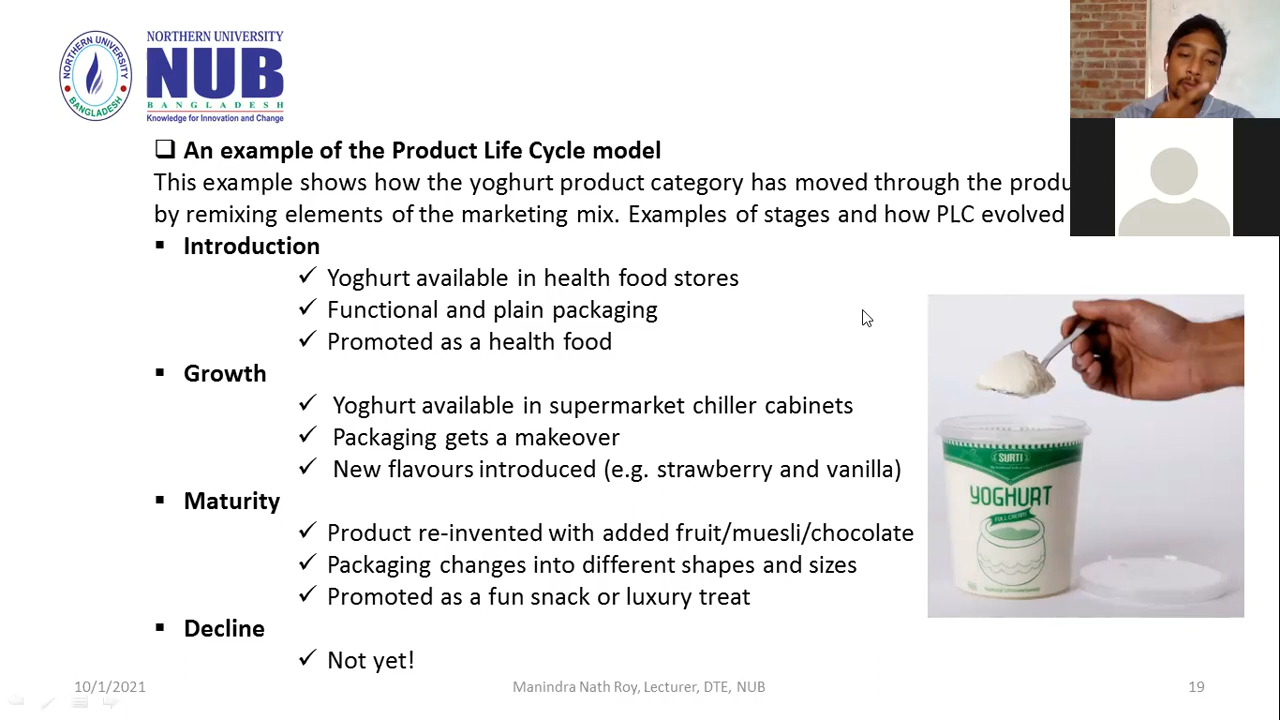 NORTHERN UNIVERSITY
BANGLADESH
NORTHERN UNIVERSITY
NUB
BANGLADESH
Knowledge for Innovation and Change
An example of the Product Life Cycle model
This example shows how the yoghurt product category has moved through the produ
by remixing elements of the marketing mix. Examples of stages and how PLC evolved
Introduction
Yoghurt available in health food stores
Functional and plain packaging
Promoted as a health food
Growth
Yoghurt available in supermarket chiller cabinets
Packaging gets a makeover
New flavours introduced (e.g. strawberry and vanilla)
Maturity
Product re-invented with added fruit/muesli/chocolate
Packaging changes into different shapes and sizes
Promoted as a fun snack or luxury treat
Decline
Not yet!
SURTI
YOGHURT
FULL CREAM
10/1/2021
Manindra Nath Roy, Lecturer, DTE, NUB
19